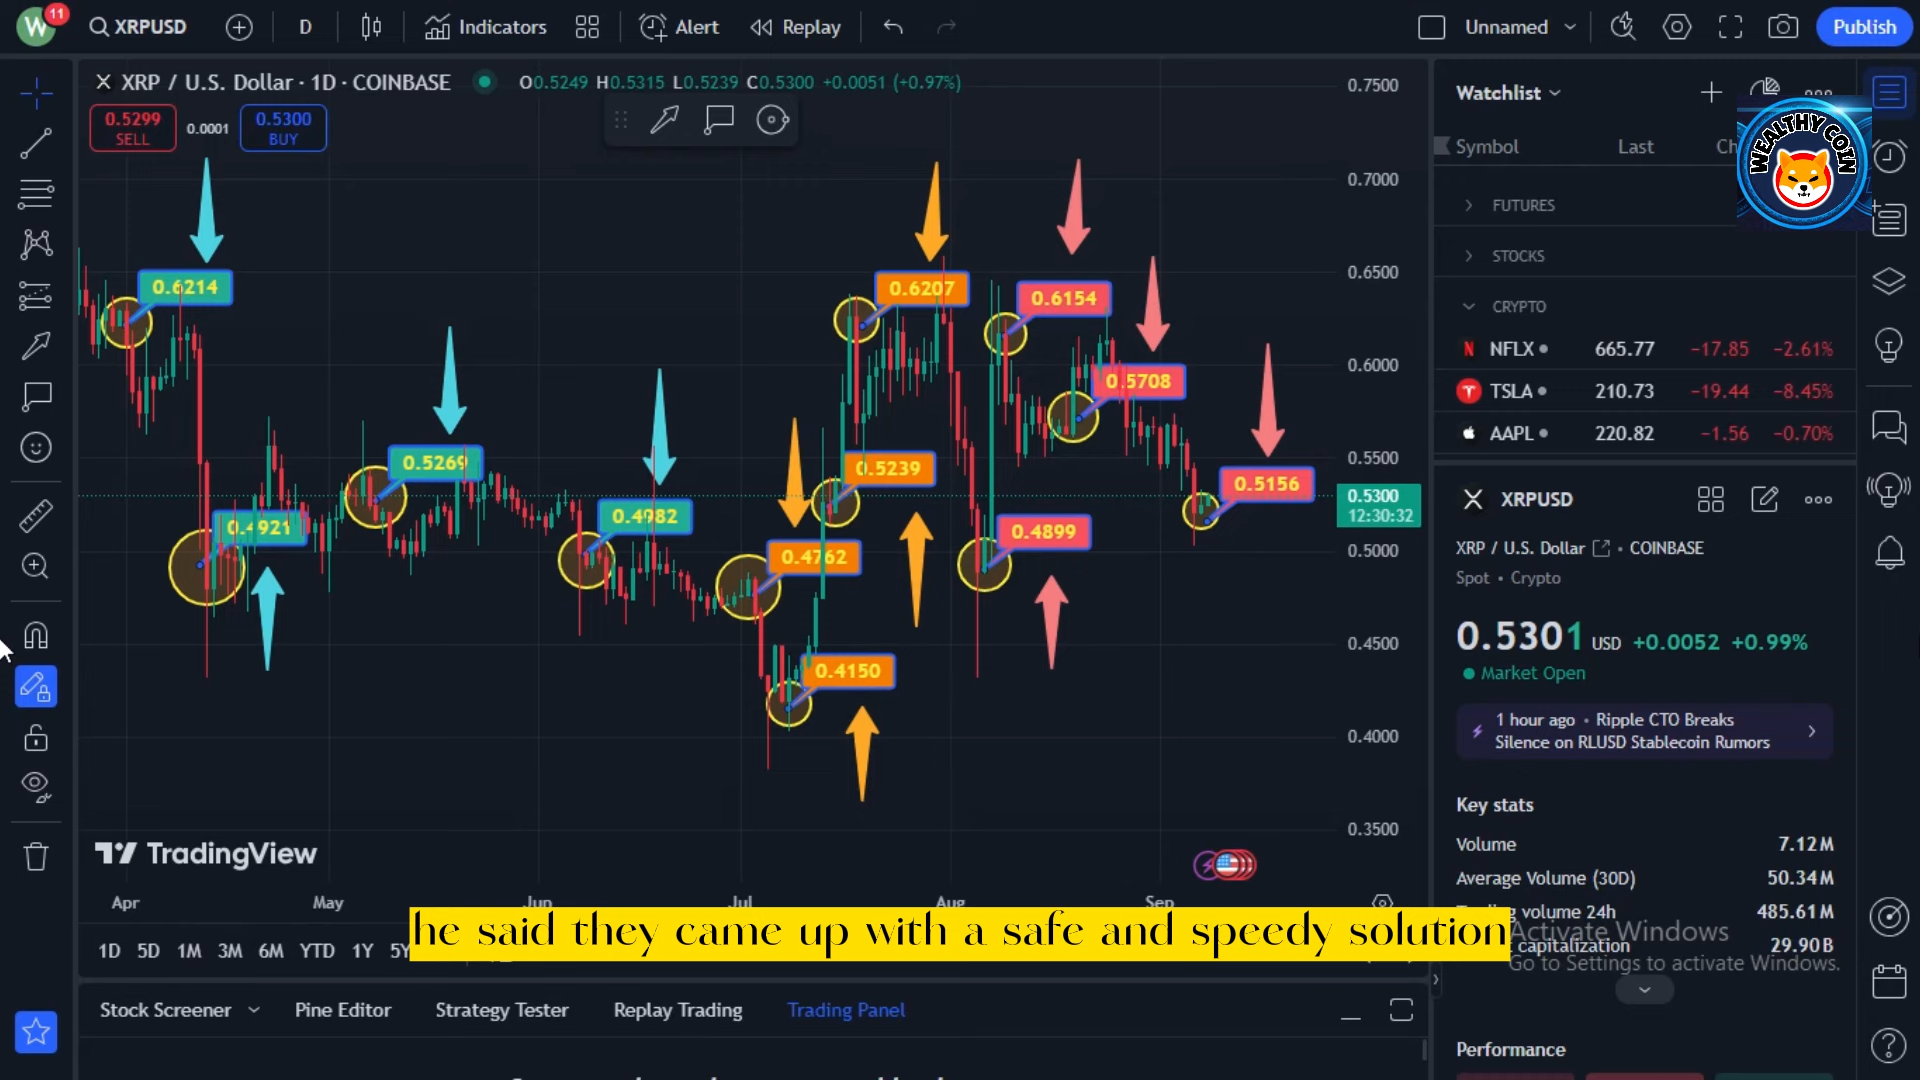 W 11 XRPUSD D Indicators Alert Replay Unnamed Publish
X XRP / U.S. Dollar · 1D · COINBASE O0.5249 H0.5315 L0.5239 C0.5300 +0.0051 (+0.97%)
0.5299 SELL 0.0001 0.5300 BUY
0.7500
0.7000
0.6500
0.6000
0.5500
0.5300
12:30:32
0.5000
0.4500
0.4000
0.3500
0.6214
0.4921
0.5269
0.4982
0.4762
0.4150
0.5239
0.6207
0.6154
0.4899
0.5708
0.5156
TradingView
Apr May Jun Jul Aug Sep
he said they came up with a safe and speedy solution
1D 5D 1M 3M 6M YTD 1Y
Stock Screener Pine Editor Strategy Tester Replay Trading Trading Panel
Watchlist
WEALTHY COIN
Symbol Last
FUTURES
STOCKS
CRYPTO
NFLX 665.77 −17.85 −2.61%
TSLA 210.73 −19.44 −8.45%
AAPL 220.82 −1.56 −0.70%
XRPUSD
XRP / U.S. Dollar · COINBASE
Spot · Crypto
0.5301 USD +0.0052 +0.99%
Market Open
1 hour ago · Ripple CTO Breaks
Silence on RLUSD Stablecoin Rumors
Key stats
Volume 7.12M
Average Volume (30D) 50.34M
volume 24h 485.61M
capitalization 29.90B
Activate Windows
Go to Settings to activate Windows.
Performance